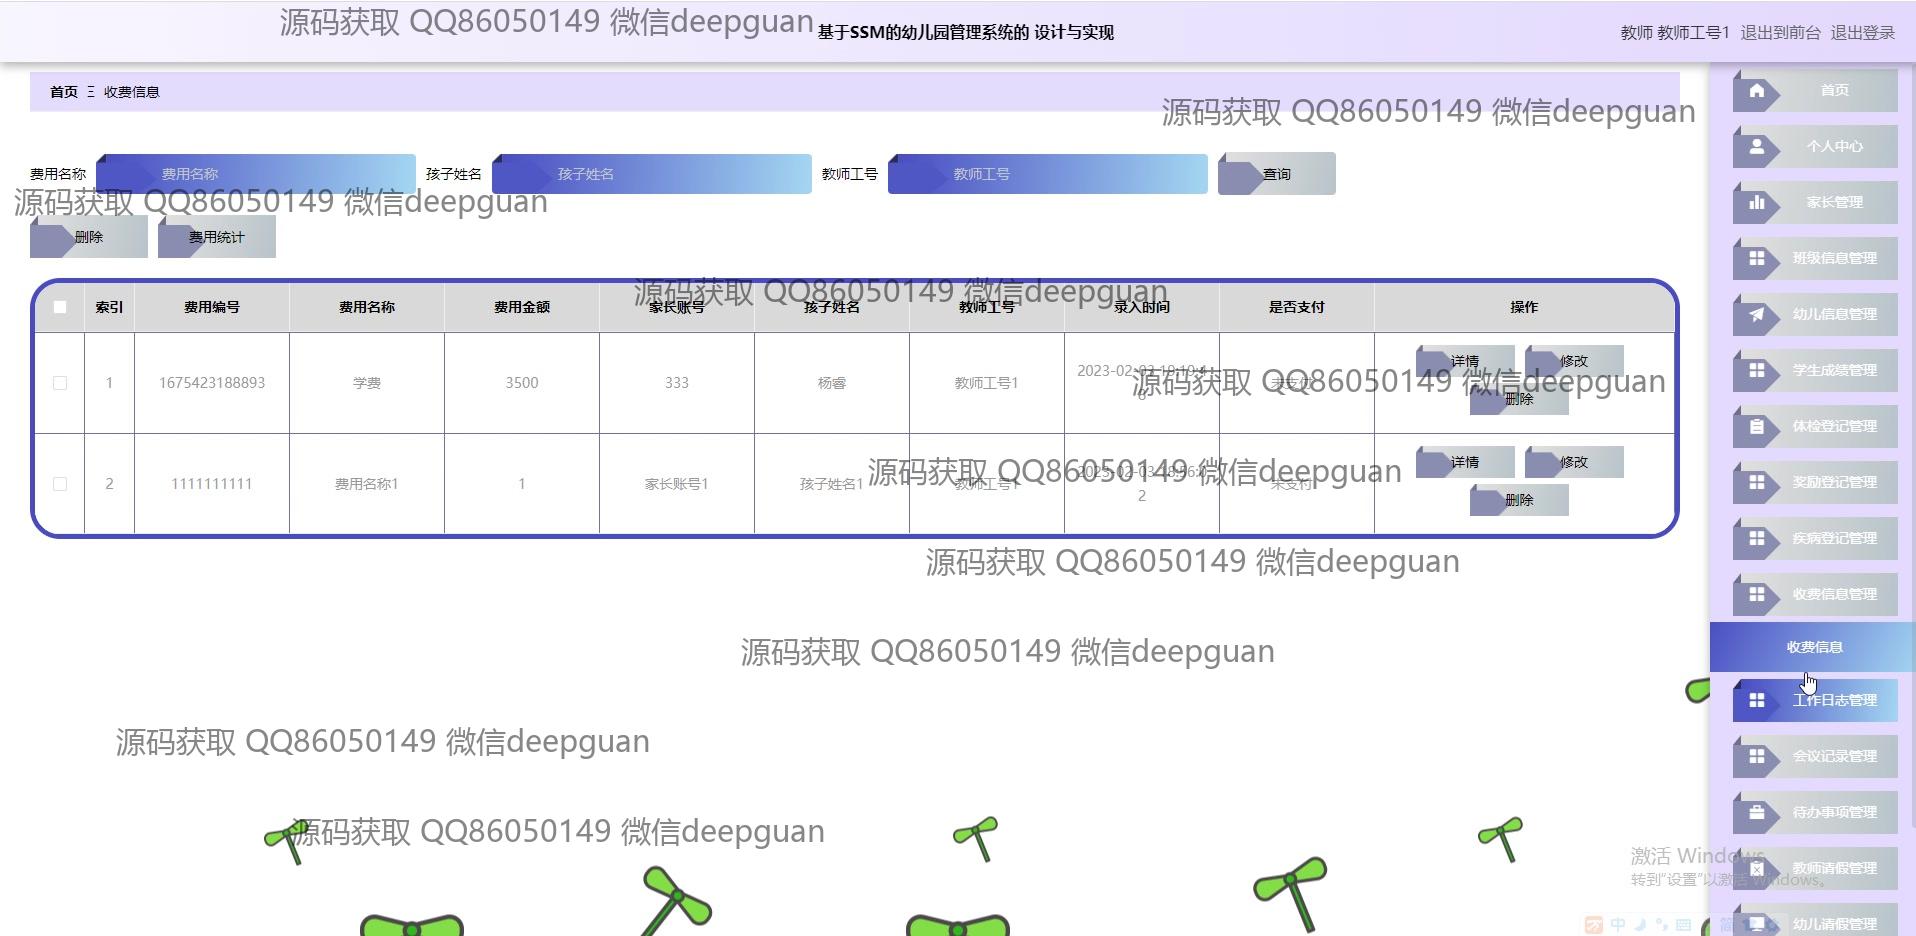 源码获取 QQ86050149 微信deepguan
基于SSM的幼儿园管理系统的 设计与实现
教师 教师工号1 退出到前台 退出登录
首页 Ξ 收费信息
源码获取 QQ86050149 微信deepguan
费用名称 费用名称 孩子姓名 孩子姓名 教师工号 教师工号 查询
源码获取 QQ86050149 微信deepguan
删除 费用统计
源码获取 QQ86050149 微信deepguan
索引 费用编号 费用名称 费用金额 家长账号 孩子姓名 教师工号 录入时间 是否支付 操作
1 1675423188893 学费 3500 333 杨睿 教师工号1 未支付 详情 修改
源码获取 QQ86050149 微信deepguan
删除
2 1111111111 费用名称1 1 家长账号1 孩子姓名1 教师工号1 未支付 详情 修改
源码获取 QQ86050149 微信deepguan
2
删除
源码获取 QQ86050149 微信deepguan
源码获取 QQ86050149 微信deepguan
源码获取 QQ86050149 微信deepguan
源码获取 QQ86050149 微信deepguan
首页
个人中心
家长管理
班级信息管理
幼儿信息管理
学生成绩管理
体检登记管理
奖励登记管理
疾病登记管理
收费信息管理
收费信息
工作日志管理
会议记录管理
待办事项管理
激活 Windows
教师请假管理
转到“设置”以激活 Windows。
幼儿请假管理
中
简